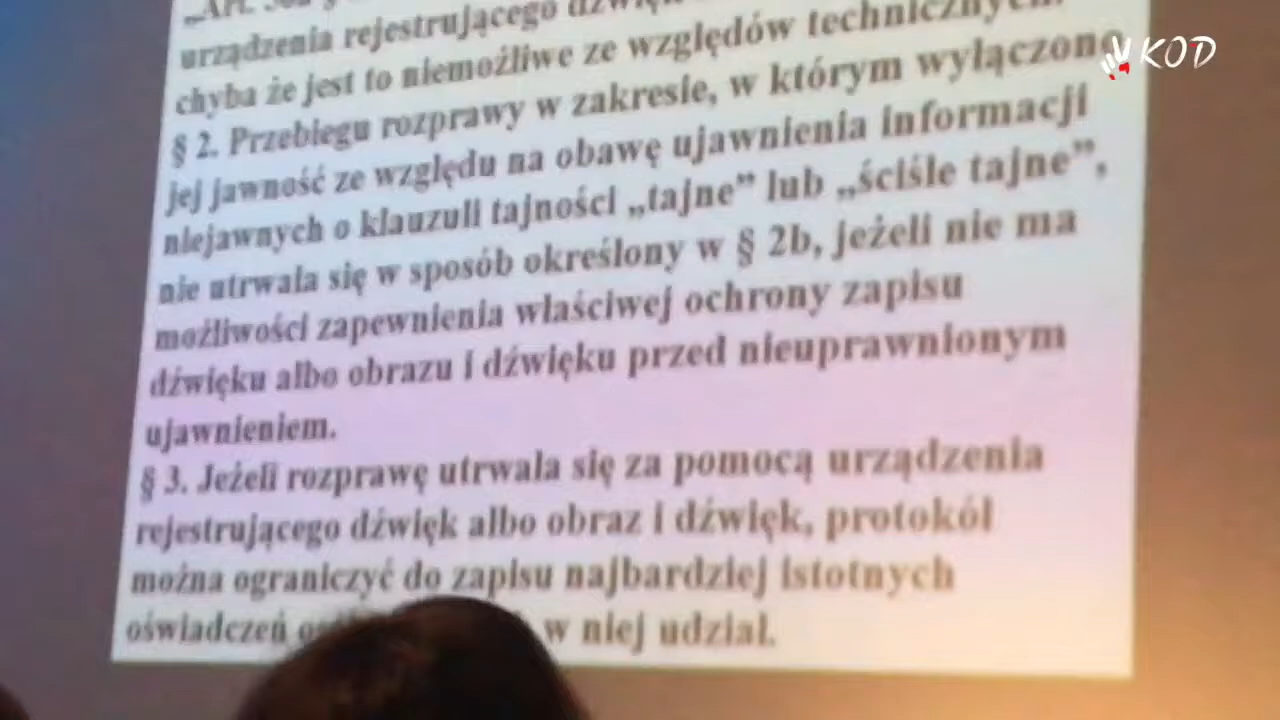 „Art.
urządzenia rejestrującego
chyba że jest to niemożliwe ze względów technicznych.
§ 2. Przebiegu rozprawy w zakresie, w którym wyłączono
jej jawność ze względu na obawę ujawnienia informacji
niejawnych o klauzuli tajności „tajne” lub „ściśle tajne”,
nie utrwala się w sposób określony w § 2b, jeżeli nie ma
możliwości zapewnienia właściwej ochrony zapisu
dźwięku albo obrazu i dźwięku przed nieuprawnionym
ujawnieniem.
§ 3. Jeżeli rozprawę utrwala się za pomocą urządzenia
rejestrującego dźwięk albo obraz i dźwięk, protokół
można ograniczyć do zapisu najbardziej istotnych
oświadczeń w niej udział.
KOD